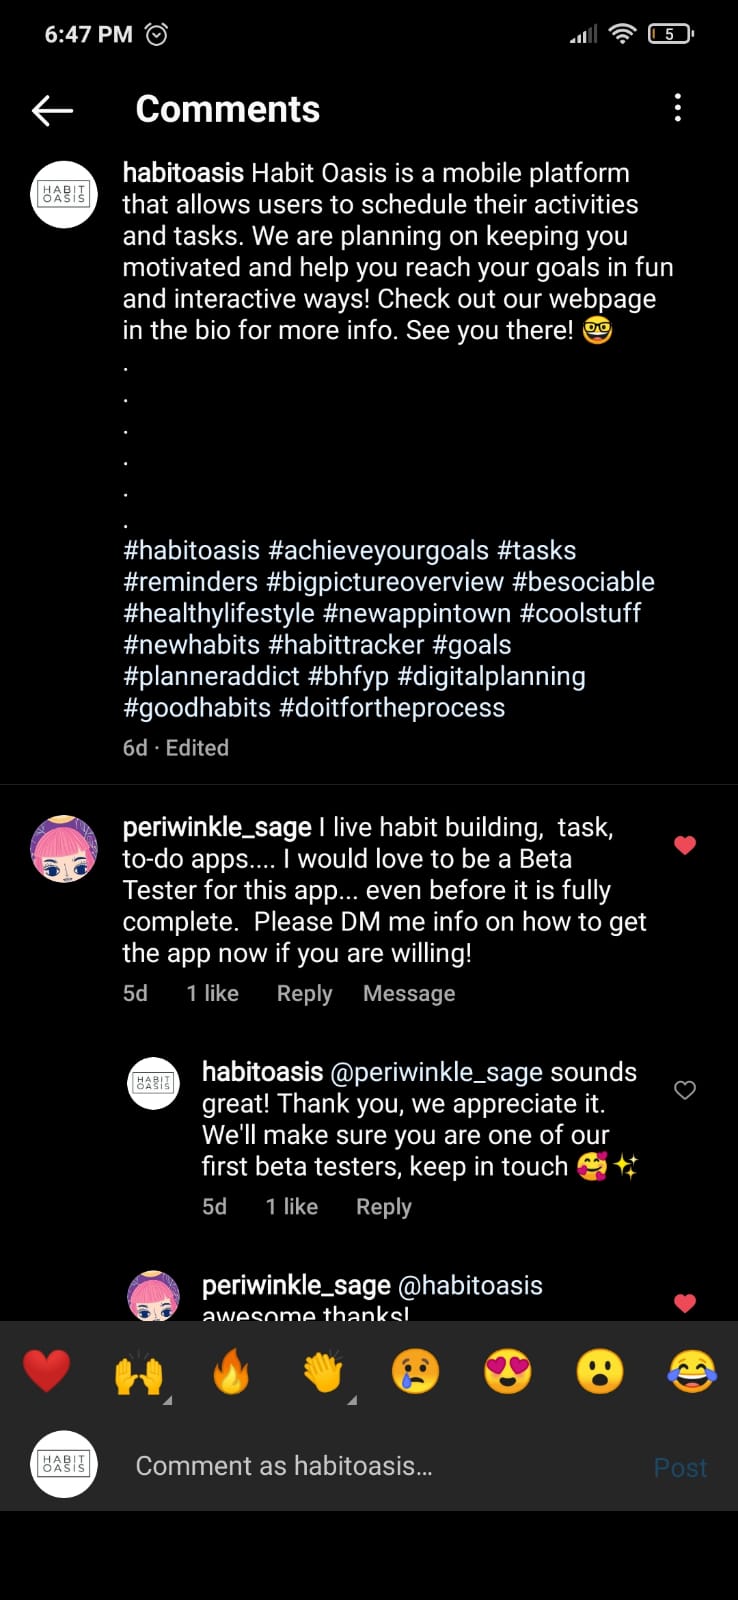 6:47 PM
5
Comments
HABIT
OASIS
habitoasis Habit Oasis is a mobile platform
that allows users to schedule their activities
and tasks. We are planning on keeping you
motivated and help you reach your goals in fun
and interactive ways! Check out our webpage
in the bio for more info. See you there! 🤓
.
.
.
.
.
.
#habitoasis #achieveyourgoals #tasks
#reminders #bigpictureoverview #besociable
#healthylifestyle #newappintown #coolstuff
#newhabits #habittracker #goals
#planneraddict #bhfyp #digitalplanning
#goodhabits #doitfortheprocess
6d · Edited
periwinkle_sage I live habit building,  task,
to-do apps.... I would love to be a Beta
Tester for this app... even before it is fully
complete.  Please DM me info on how to get
the app now if you are willing!
5d 1 like Reply Message
HABIT
OASIS
habitoasis @periwinkle_sage sounds
great! Thank you, we appreciate it.
We'll make sure you are one of our
first beta testers, keep in touch 🥰✨
5d 1 like Reply
periwinkle_sage @habitoasis
awesome thanks!
HABIT
OASIS
Comment as habitoasis...
Post